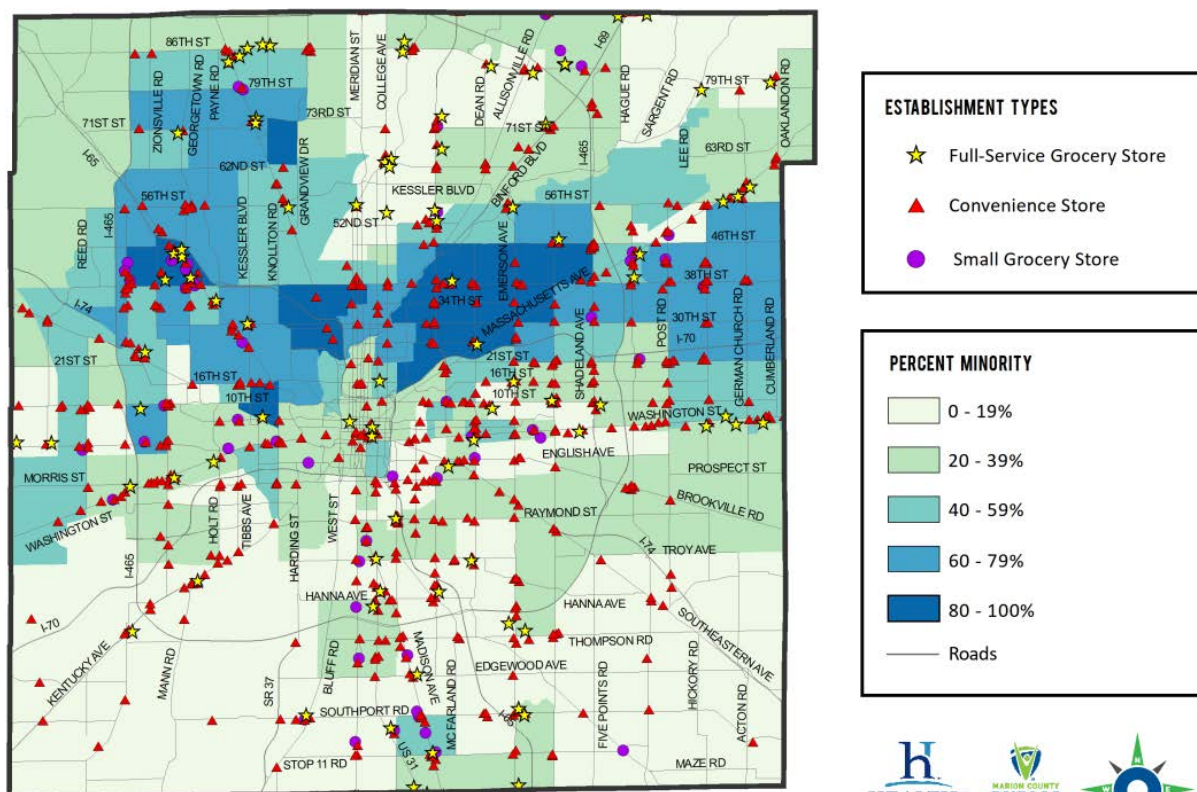 86TH ST
ZIONSVILLE RD
GEORGETOWN RD
PAYNE RD
79TH ST
MERIDIAN ST
COLLEGE AVE
DEAN RD
ALLISONVILLE RD
I-69
HAGUE RD
SARGENT RD
79TH ST
OAKLANDON RD
71ST ST
73RD ST
71ST ST
I-465
LEE RD
63RD ST
I-65
62ND ST
GRANDVIEW DR
KESSLER BLVD
BINFORD BLVD
56TH ST
52ND ST
56TH ST
46TH ST
REED RD
I-465
KESSLER BLVD
KNOLLTON RD
EMERSON AVE
MASSACHUSETTS AVE
38TH ST
I-74
34TH ST
SHADELAND AVE
POST RD
30TH ST
I-70
GERMAN CHURCH RD
CUMBERLAND RD
21ST ST
16TH ST
10TH ST
21ST ST
16TH ST
10TH ST
WASHINGTON ST
ENGLISH AVE
PROSPECT ST
MORRIS ST
WASHINGTON ST
HOLT RD
TIBBS AVE
HARDING ST
WEST ST
RAYMOND ST
BROOKVILLE RD
I-465
I-74
TROY AVE
HANNA AVE
HANNA AVE
I-70
KENTUCKY AVE
MANN RD
SR 37
BLUFF RD
MADISON AVE
MC FARLAND RD
EDGEWOOD AVE
THOMPSON RD
SOUTHEASTERN AVE
SOUTHPORT RD
I-65
FIVE POINTS RD
HICKORY RD
ACTON RD
STOP 11 RD
US 31
MAZE RD
ESTABLISHMENT TYPES
Full-Service Grocery Store
Convenience Store
Small Grocery Store
PERCENT MINORITY
0 - 19%
20 - 39%
40 - 59%
60 - 79%
80 - 100%
Roads
h
MARION COUNTY
N
W
E